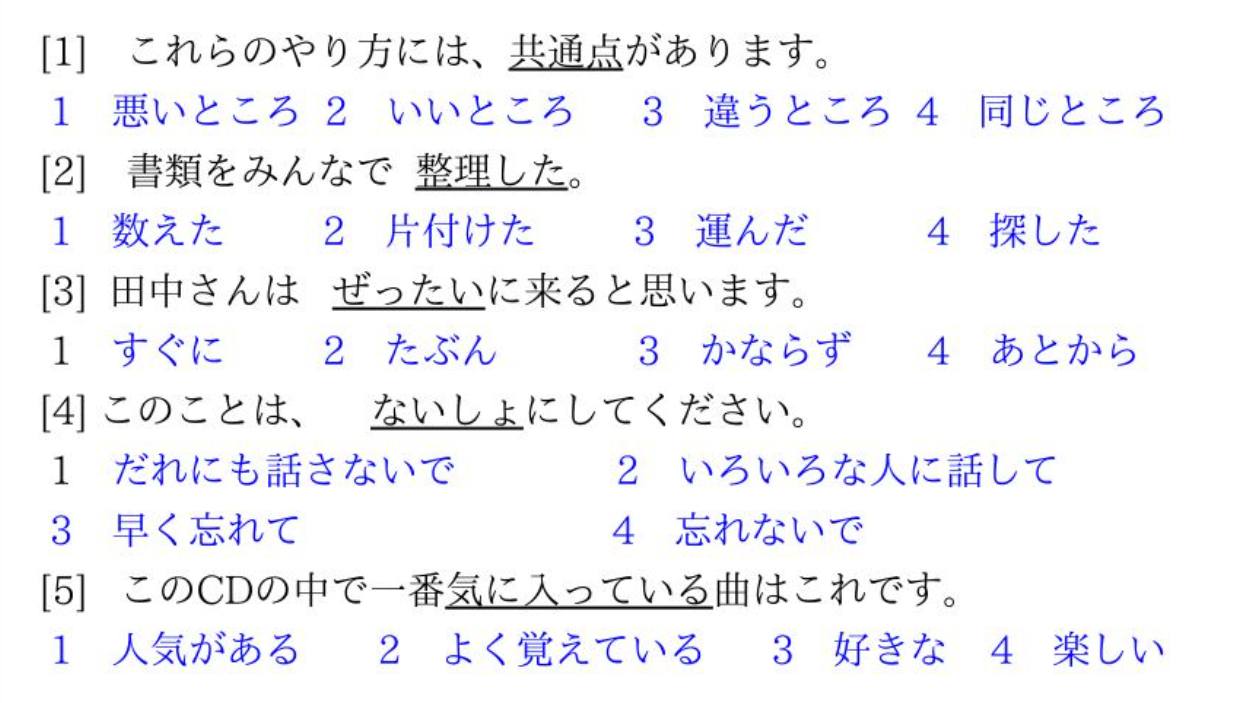 [1] これらのやり方には、共通点があります。
1 悪いところ 2 いいところ 3 違うところ 4 同じところ
[2] 書類をみんなで 整理した。
1 数えた 2 片付けた 3 運んだ 4 探した
[3] 田中さんは ぜったいに来ると思います。
1 すぐに 2 たぶん 3 かならず 4 あとから
[4] このことは、 ないしょにしてください。
1 だれにも話さないで 2 いろいろな人に話して
3 早く忘れて 4 忘れないで
[5] このCDの中で一番気に入っている曲はこれです。
1 人気がある 2 よく覚えている 3 好きな 4 楽しい